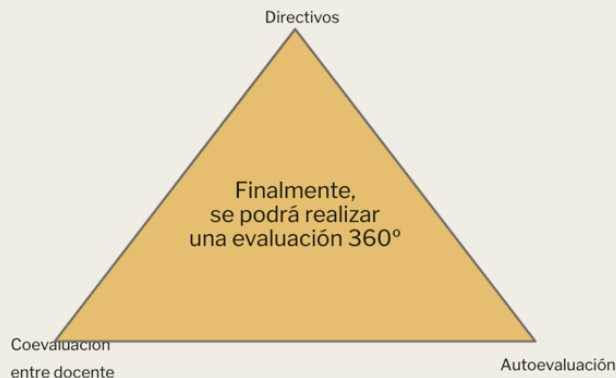 Directivos
Finalmente,
se podrá realizar
una evaluación 360º
Coevaluación
entre docente
Autoevaluación